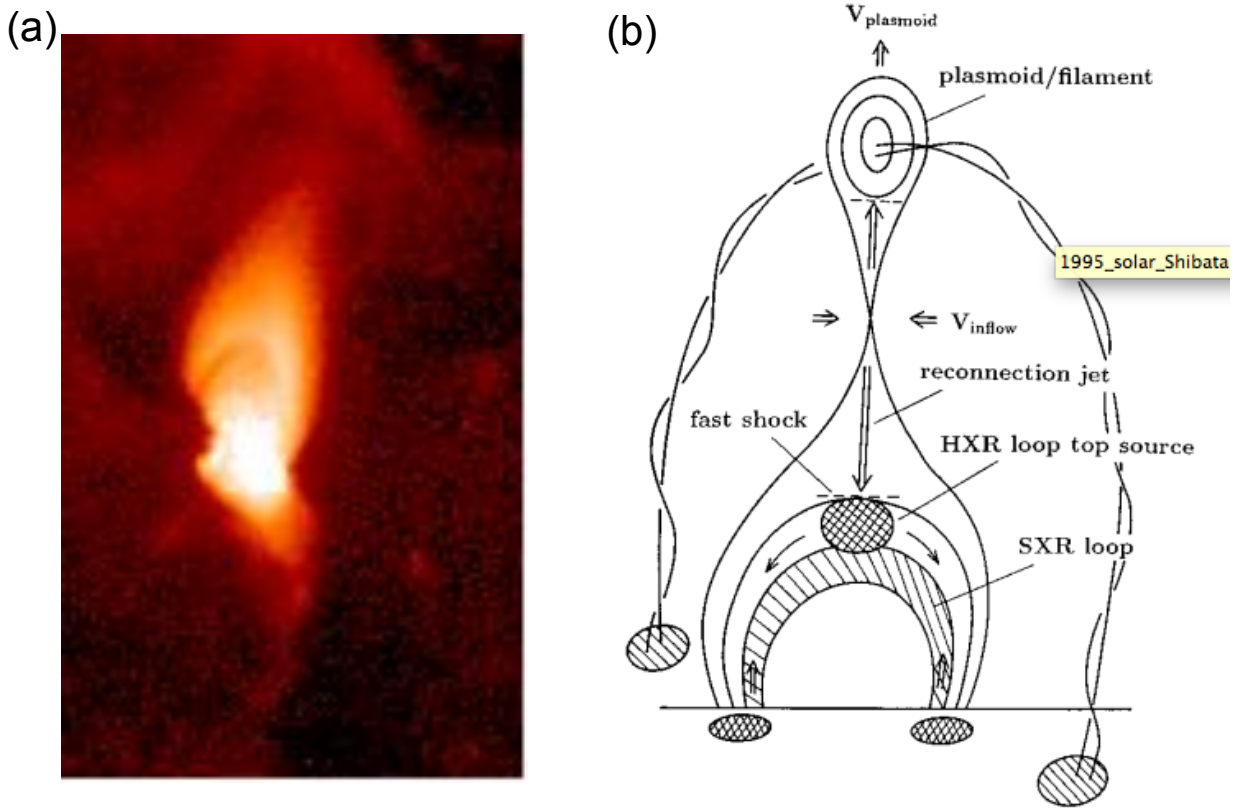 (a)
(b)
V_plasmoid
plasmoid/filament
1995_solar_Shibata
V_inflow
reconnection jet
fast shock
HXR loop top source
SXR loop